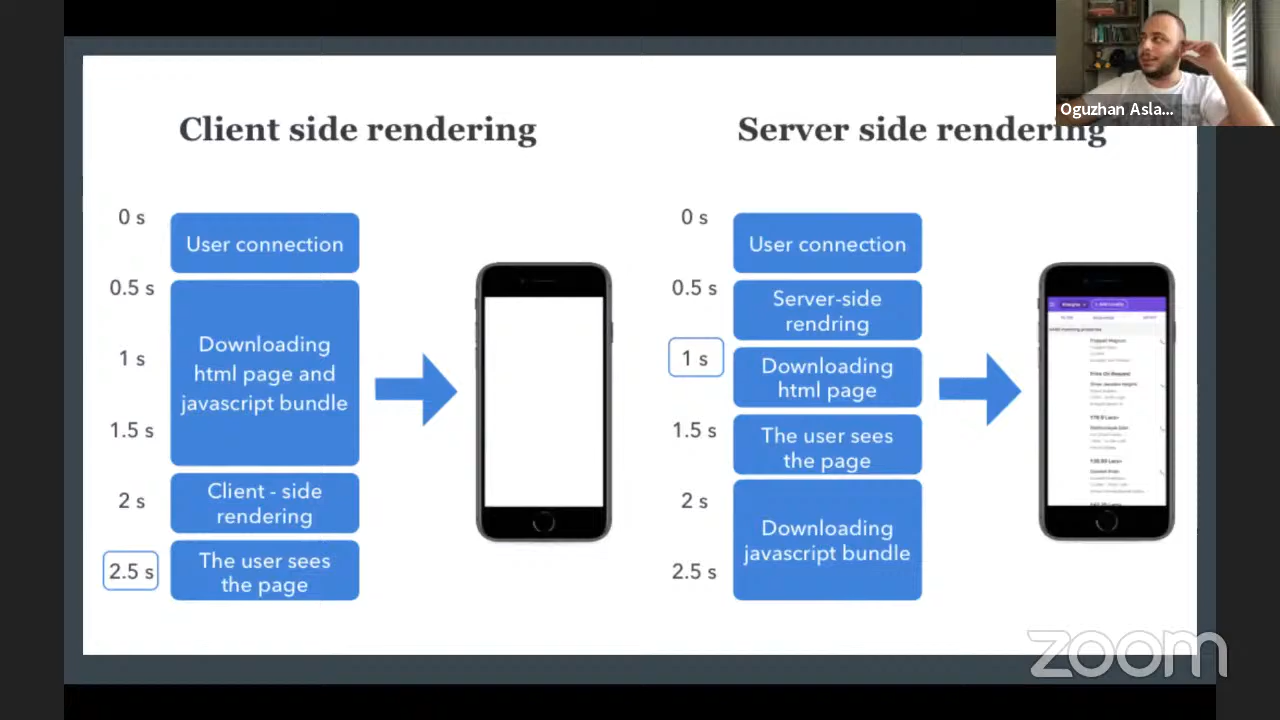 Oguzhan Asla...
Client side rendering
Server side rendering
0 s
User connection
0.5 s
Downloading
html page and
javascript bundle
1 s
1.5 s
2 s
Client - side
rendering
2.5 s
The user sees
the page
0 s
User connection
0.5 s
Server-side
rendring
1 s
Downloading
html page
1.5 s
The user sees
the page
2 s
Downloading
javascript bundle
2.5 s
zoom